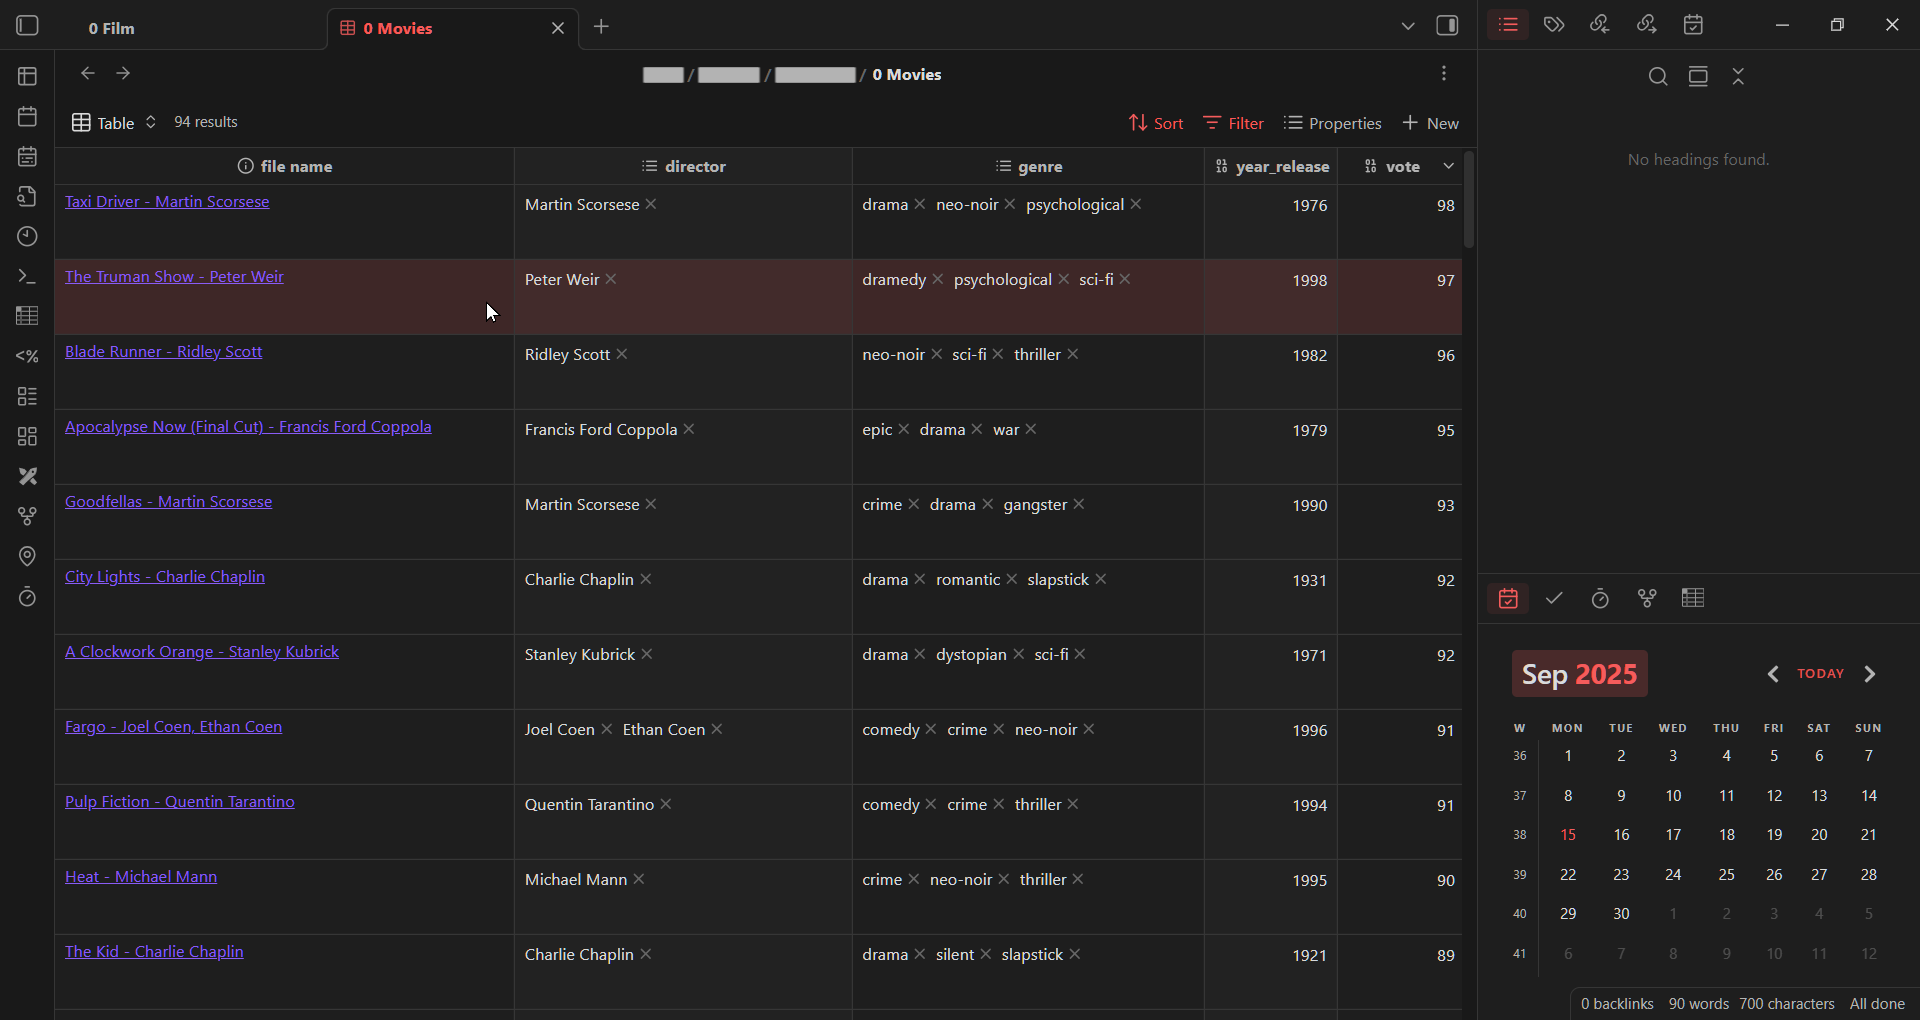 0 Film
0 Movies
/ / / 0 Movies
Table 94 results Sort Filter Properties New
file name director genre year_release vote
Taxi Driver - Martin Scorsese Martin Scorsese drama neo-noir psychological 1976 98
The Truman Show - Peter Weir Peter Weir dramedy psychological sci-fi 1998 97
Blade Runner - Ridley Scott Ridley Scott neo-noir sci-fi thriller 1982 96
Apocalypse Now (Final Cut) - Francis Ford Coppola Francis Ford Coppola epic drama war 1979 95
Goodfellas - Martin Scorsese Martin Scorsese crime drama gangster 1990 93
City Lights - Charlie Chaplin Charlie Chaplin drama romantic slapstick 1931 92
A Clockwork Orange - Stanley Kubrick Stanley Kubrick drama dystopian sci-fi 1971 92
Fargo - Joel Coen, Ethan Coen Joel Coen Ethan Coen comedy crime neo-noir 1996 91
Pulp Fiction - Quentin Tarantino Quentin Tarantino comedy crime thriller 1994 91
Heat - Michael Mann Michael Mann crime neo-noir thriller 1995 90
The Kid - Charlie Chaplin Charlie Chaplin drama silent slapstick 1921 89
No headings found.
Sep 2025 TODAY
W MON TUE WED THU FRI SAT SUN
36 1 2 3 4 5 6 7
37 8 9 10 11 12 13 14
38 15 16 17 18 19 20 21
39 22 23 24 25 26 27 28
40 29 30 1 2 3 4 5
41 6 7 8 9 10 11 12
0 backlinks 90 words 700 characters All done